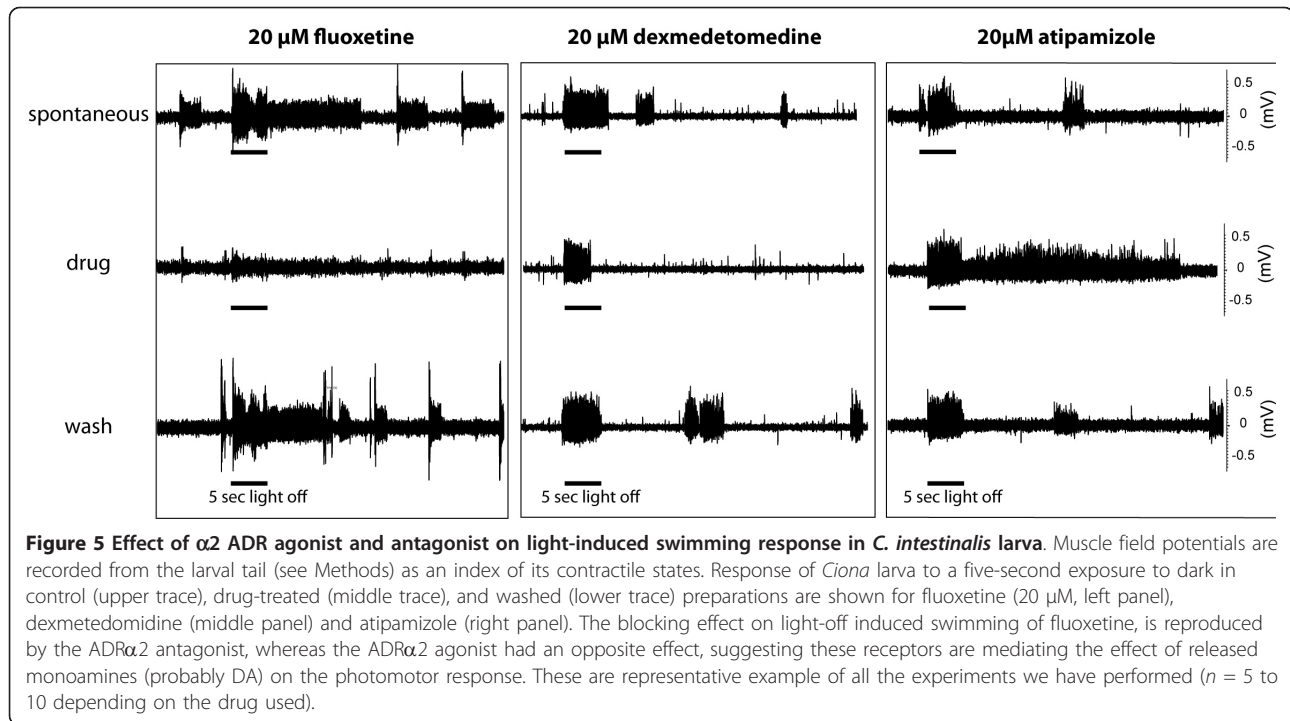 20 µM fluoxetine
20 µM dexmedetomedine
20µM atipamizole
spontaneous
0.5
0
-0.5
(mV)
drug
0.5
0
-0.5
(mV)
wash
0.5
0
-0.5
(mV)
5 sec light off
5 sec light off
5 sec light off
Figure 5 Effect of α2 ADR agonist and antagonist on light-induced swimming response in C. intestinalis larva. Muscle field potentials are
recorded from the larval tail (see Methods) as an index of its contractile states. Response of Ciona larva to a five-second exposure to dark in
control (upper trace), drug-treated (middle trace), and washed (lower trace) preparations are shown for fluoxetine (20 µM, left panel),
dexmetedomidine (middle panel) and atipamizole (right panel). The blocking effect on light-off induced swimming of fluoxetine, is reproduced
by the ADRα2 antagonist, whereas the ADRα2 agonist had an opposite effect, suggesting these receptors are mediating the effect of released
monoamines (probably DA) on the photomotor response. These are representative example of all the experiments we have performed (n = 5 to
10 depending on the drug used).